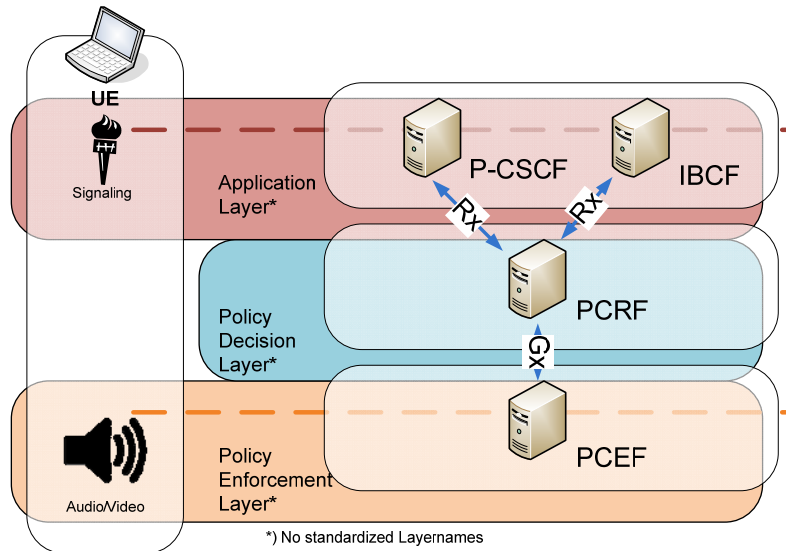 UE
Signaling
Application
Layer*
P-CSCF
IBCF
Rx
Rx
Policy
Decision
Layer*
PCRF
Gx
Policy
Enforcement
Layer*
PCEF
Audio/Video
*) No standardized Layernames